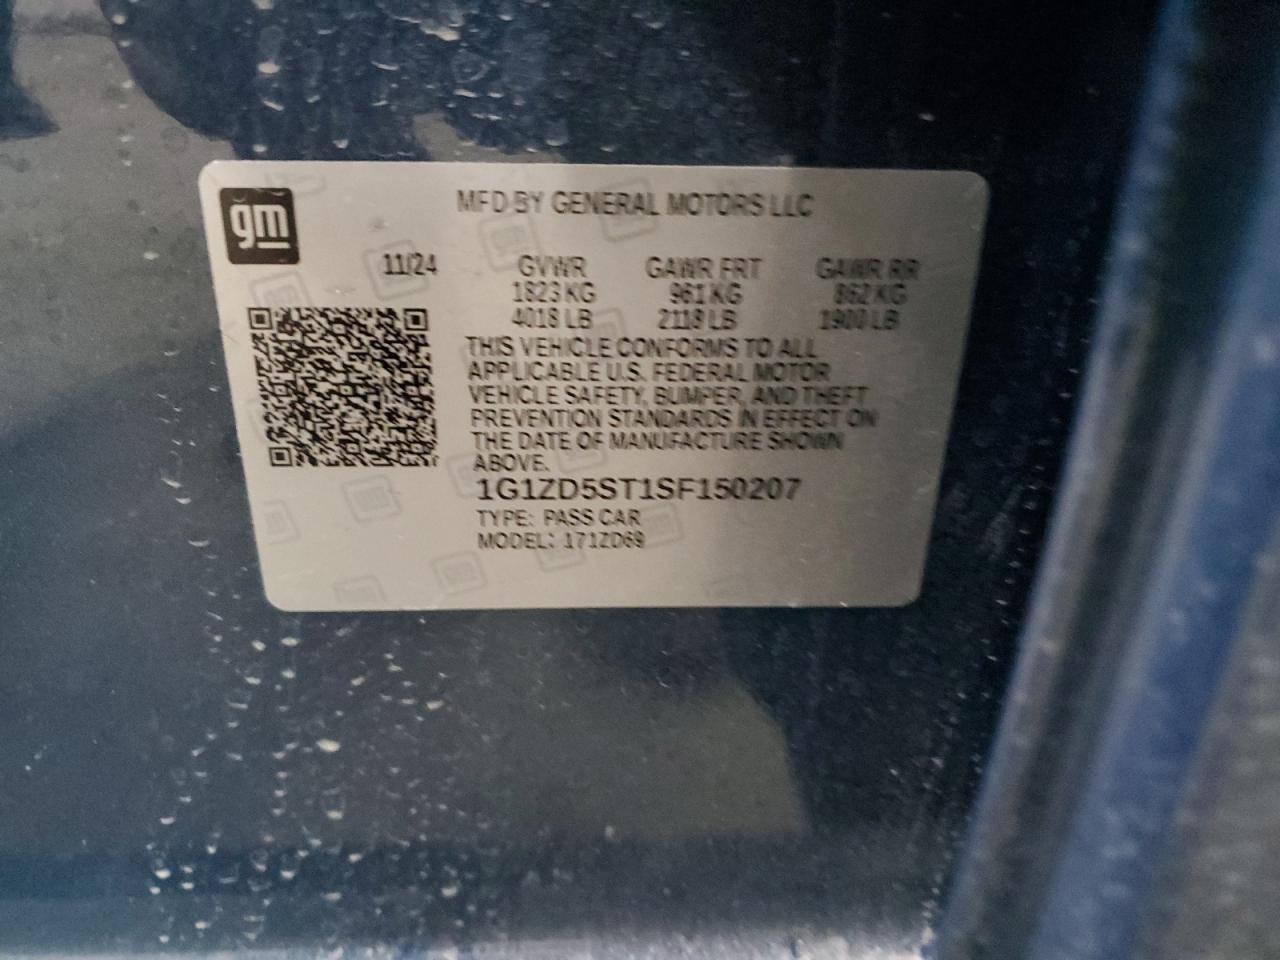 gm
MFD BY GENERAL MOTORS LLC
11/24 GVWR GAWR FRT GAWR RR
1823 KG 961 KG 862 KG
4018 LB 2118 LB 1900 LB
THIS VEHICLE CONFORMS TO ALL
APPLICABLE U.S. FEDERAL MOTOR
VEHICLE SAFETY, BUMPER, AND THEFT
PREVENTION STANDARDS IN EFFECT ON
THE DATE OF MANUFACTURE SHOWN
ABOVE.
1G1ZD5ST1SF150207
TYPE: PASS CAR
MODEL: 171ZD69